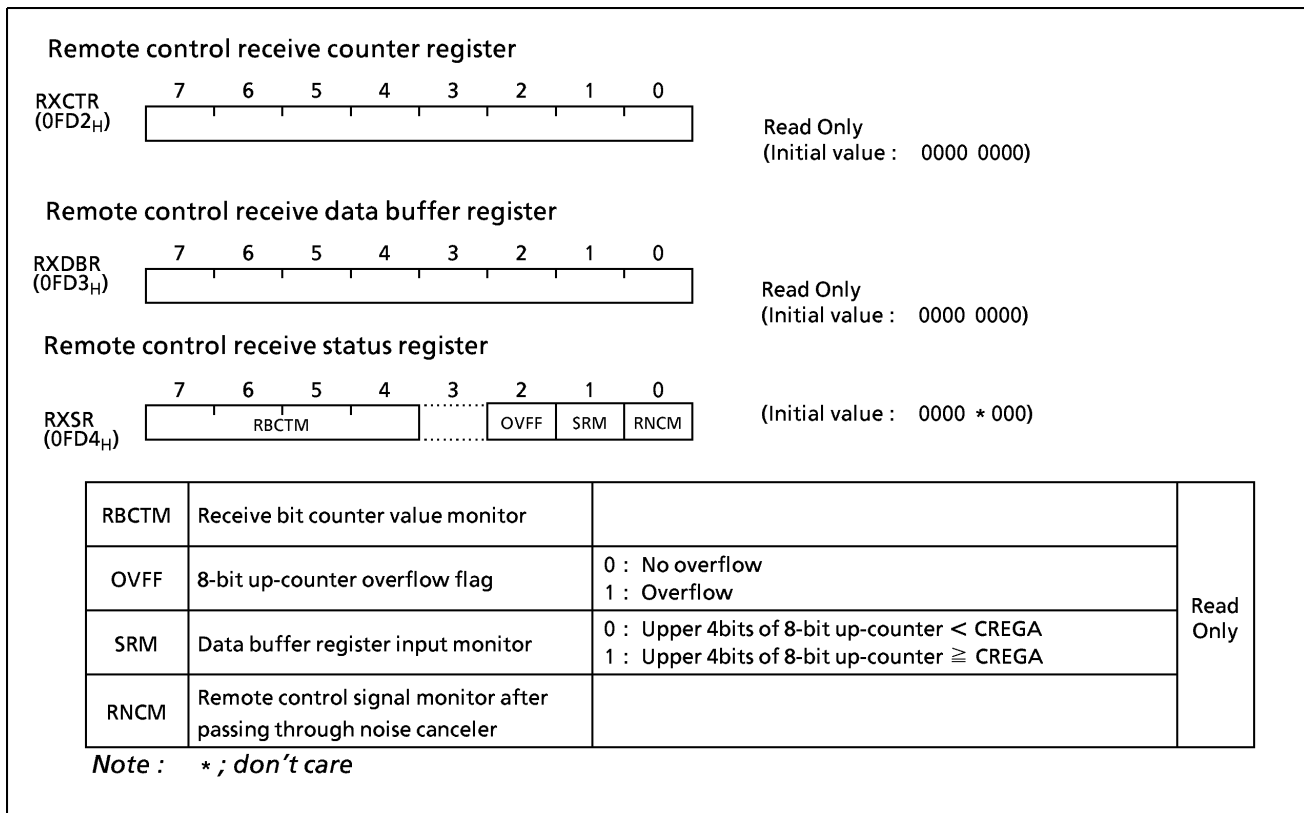 Remote control receive counter register
7 6 5 4 3 2 1 0
RXCTR
(0FD2H)
Read Only
(Initial value : 0000 0000)
Remote control receive data buffer register
7 6 5 4 3 2 1 0
RXDBR
(0FD3H)
Read Only
(Initial value : 0000 0000)
Remote control receive status register
7 6 5 4 3 2 1 0
RXSR
(0FD4H)
RBCTM OVFF SRM RNCM
(Initial value : 0000 * 000)
RBCTM Receive bit counter value monitor
OVFF 8-bit up-counter overflow flag
0 : No overflow
1 : Overflow
SRM Data buffer register input monitor
0 : Upper 4bits of 8-bit up-counter < CREGA
1 : Upper 4bits of 8-bit up-counter ≧ CREGA
RNCM
Remote control signal monitor after
passing through noise canceler
Read
Only
Note : * ; don't care